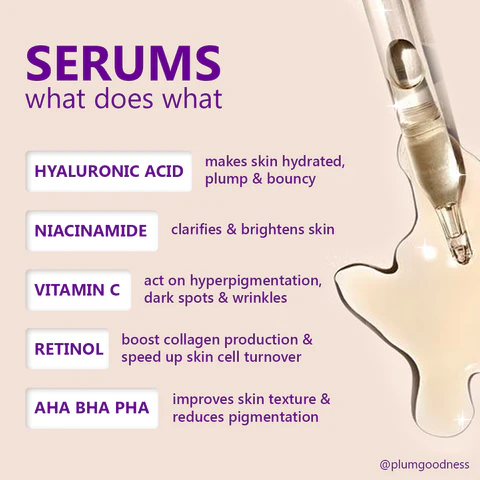 SERUMS
what does what
HYALURONIC ACID
makes skin hydrated,
plump & bouncy
NIACINAMIDE
clarifies & brightens skin
VITAMIN C
act on hyperpigmentation,
dark spots & wrinkles
RETINOL
boost collagen production &
speed up skin cell turnover
AHA BHA PHA
improves skin texture &
reduces pigmentation
@plumgoodness